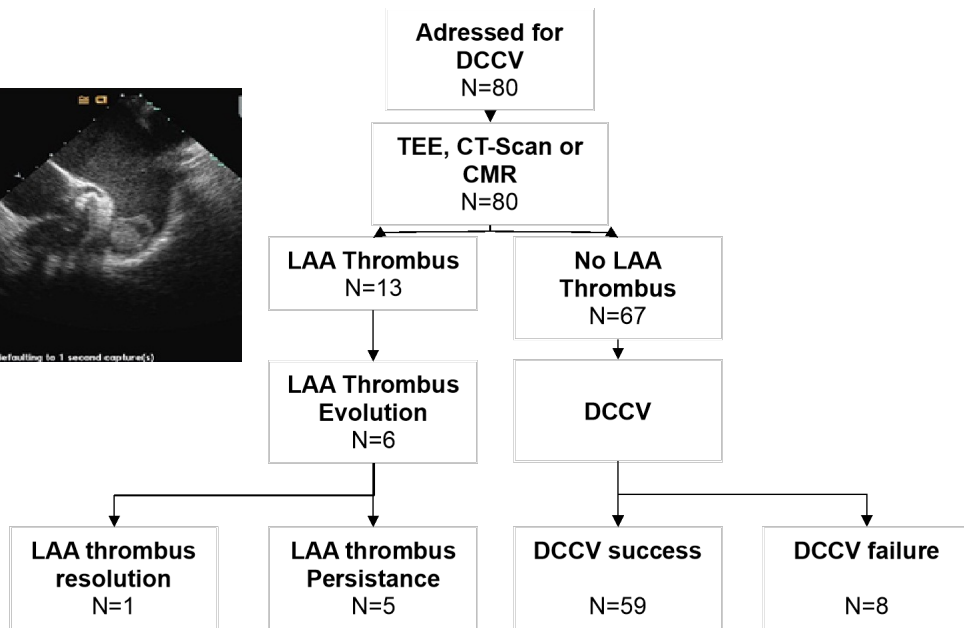 Adressed for
DCCV
N=80
TEE, CT-Scan or
CMR
N=80
LAA Thrombus
N=13
No LAA
Thrombus
N=67
efaulting to 1 second capture(s)
LAA Thrombus
Evolution
N=6
DCCV
LAA thrombus
resolution
N=1
LAA thrombus
Persistance
N=5
DCCV success
N=59
DCCV failure
N=8